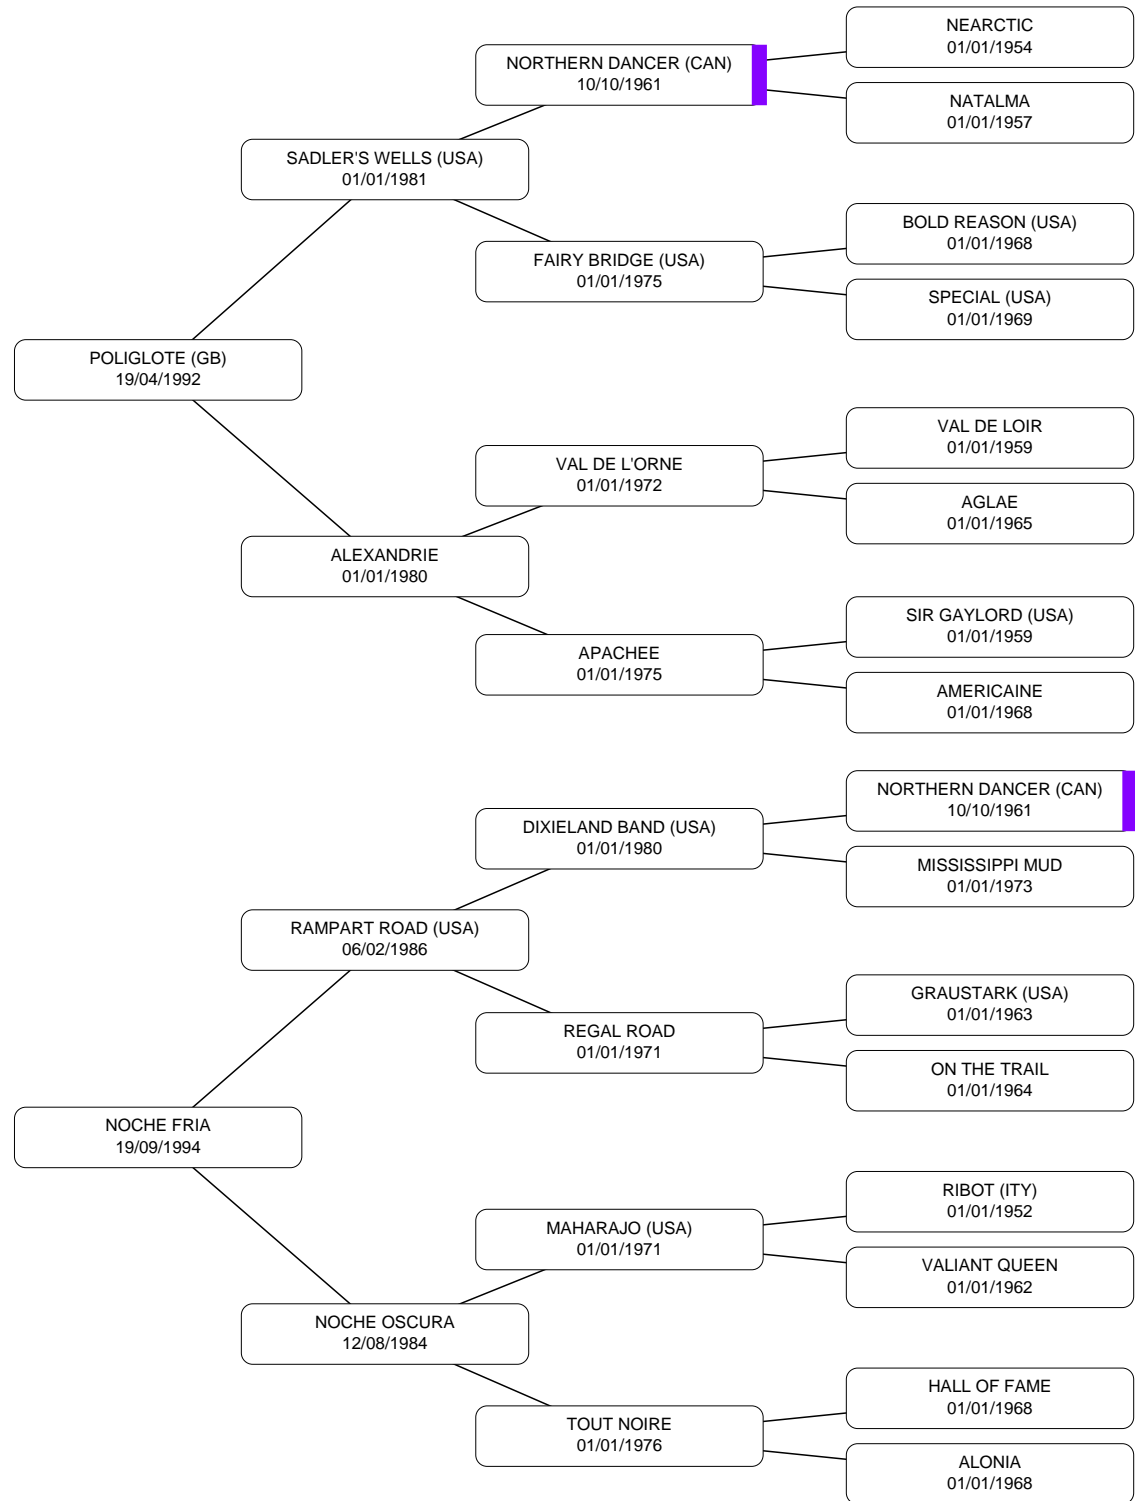 NEARCTIC
01/01/1954
NORTHERN DANCER (CAN)
10/10/1961
NATALMA
01/01/1957
SADLER'S WELLS (USA)
01/01/1981
BOLD REASON (USA)
01/01/1968
FAIRY BRIDGE (USA)
01/01/1975
SPECIAL (USA)
01/01/1969
POLIGLOTE (GB)
19/04/1992
VAL DE LOIR
01/01/1959
VAL DE L'ORNE
01/01/1972
AGLAE
01/01/1965
ALEXANDRIE
01/01/1980
SIR GAYLORD (USA)
01/01/1959
APACHEE
01/01/1975
AMERICAINE
01/01/1968
NORTHERN DANCER (CAN)
10/10/1961
DIXIELAND BAND (USA)
01/01/1980
MISSISSIPPI MUD
01/01/1973
RAMPART ROAD (USA)
06/02/1986
GRAUSTARK (USA)
01/01/1963
REGAL ROAD
01/01/1971
ON THE TRAIL
01/01/1964
NOCHE FRIA
19/09/1994
RIBOT (ITY)
01/01/1952
MAHARAJO (USA)
01/01/1971
VALIANT QUEEN
01/01/1962
NOCHE OSCURA
12/08/1984
HALL OF FAME
01/01/1968
TOUT NOIRE
01/01/1976
ALONIA
01/01/1968